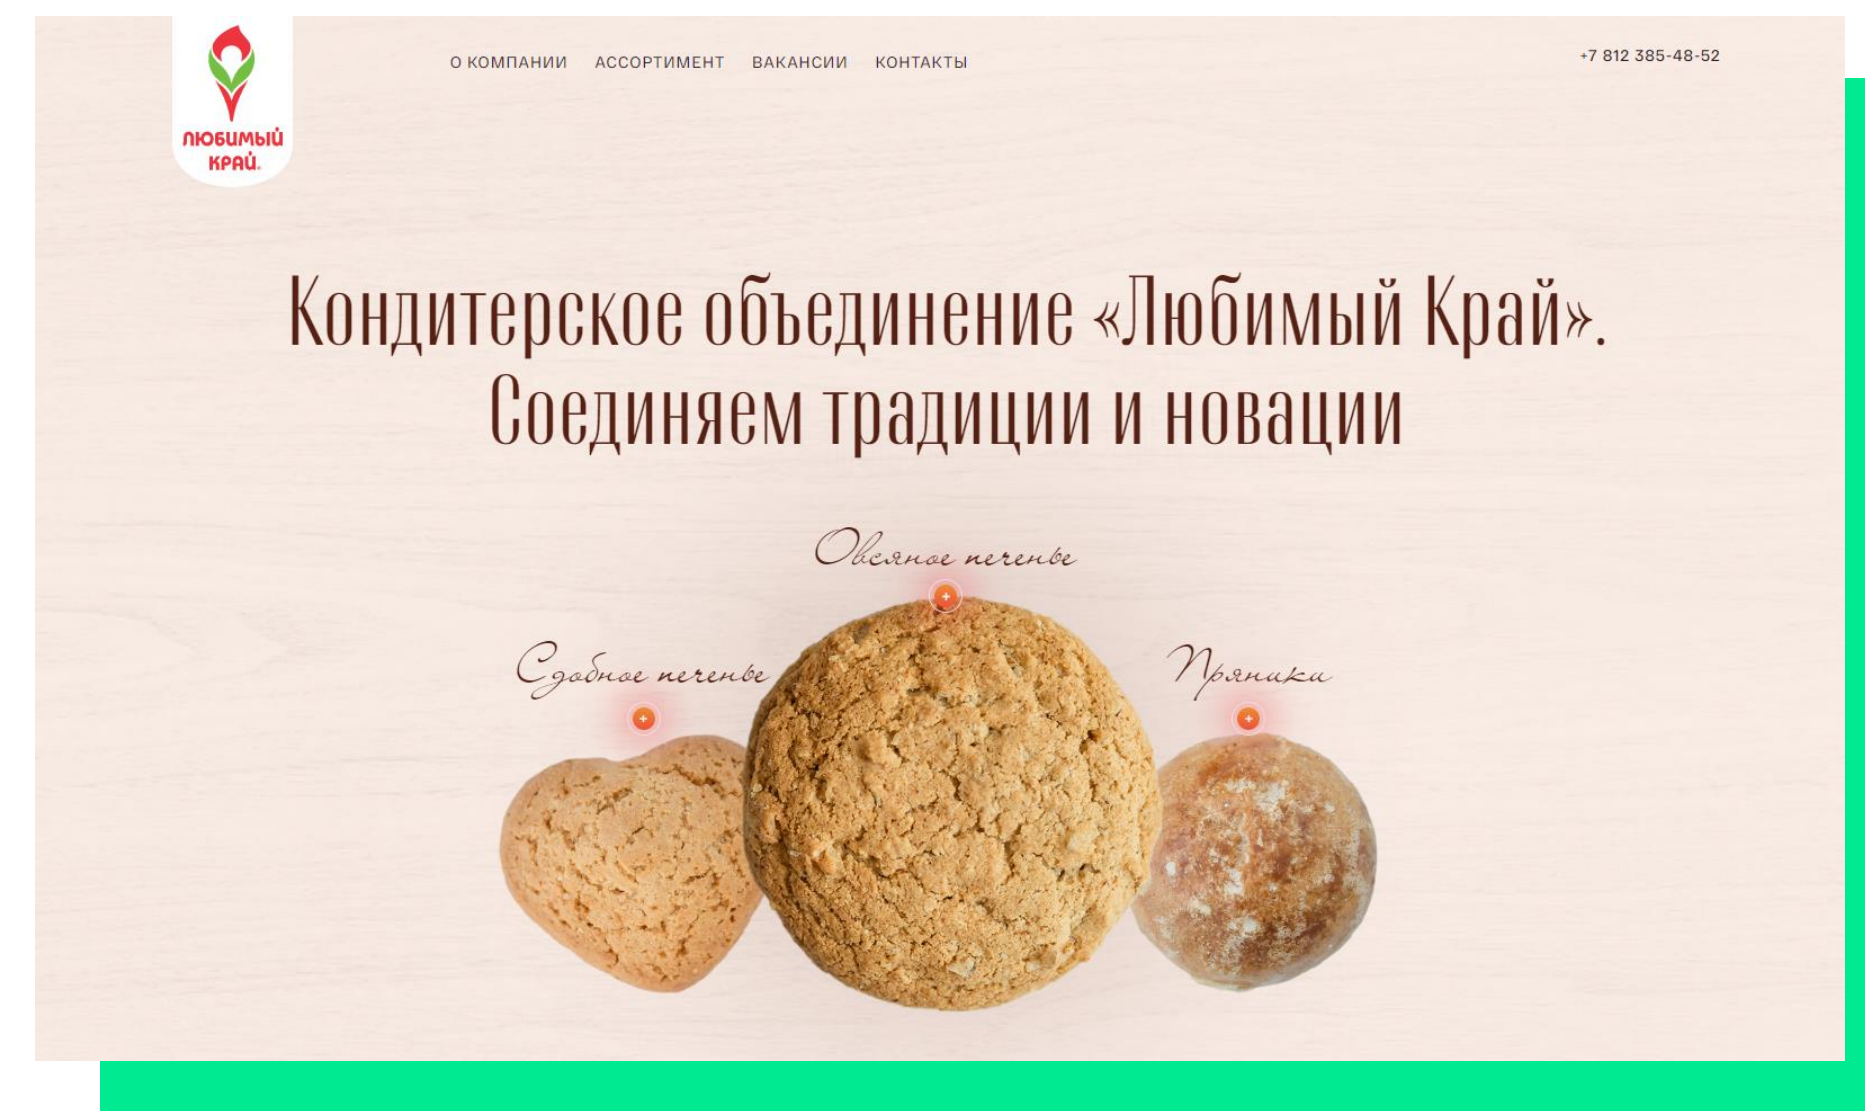 ЛЮБИМЫЙ
КРАЙ.
О КОМПАНИИ АССОРТИМЕНТ ВАКАНСИИ КОНТАКТЫ
+7 812 385-48-52
Кондитерское объединение «Любимый Край».
Соединяем традиции и новации
Овсяное печенье
Сдобное печенье
Пряники